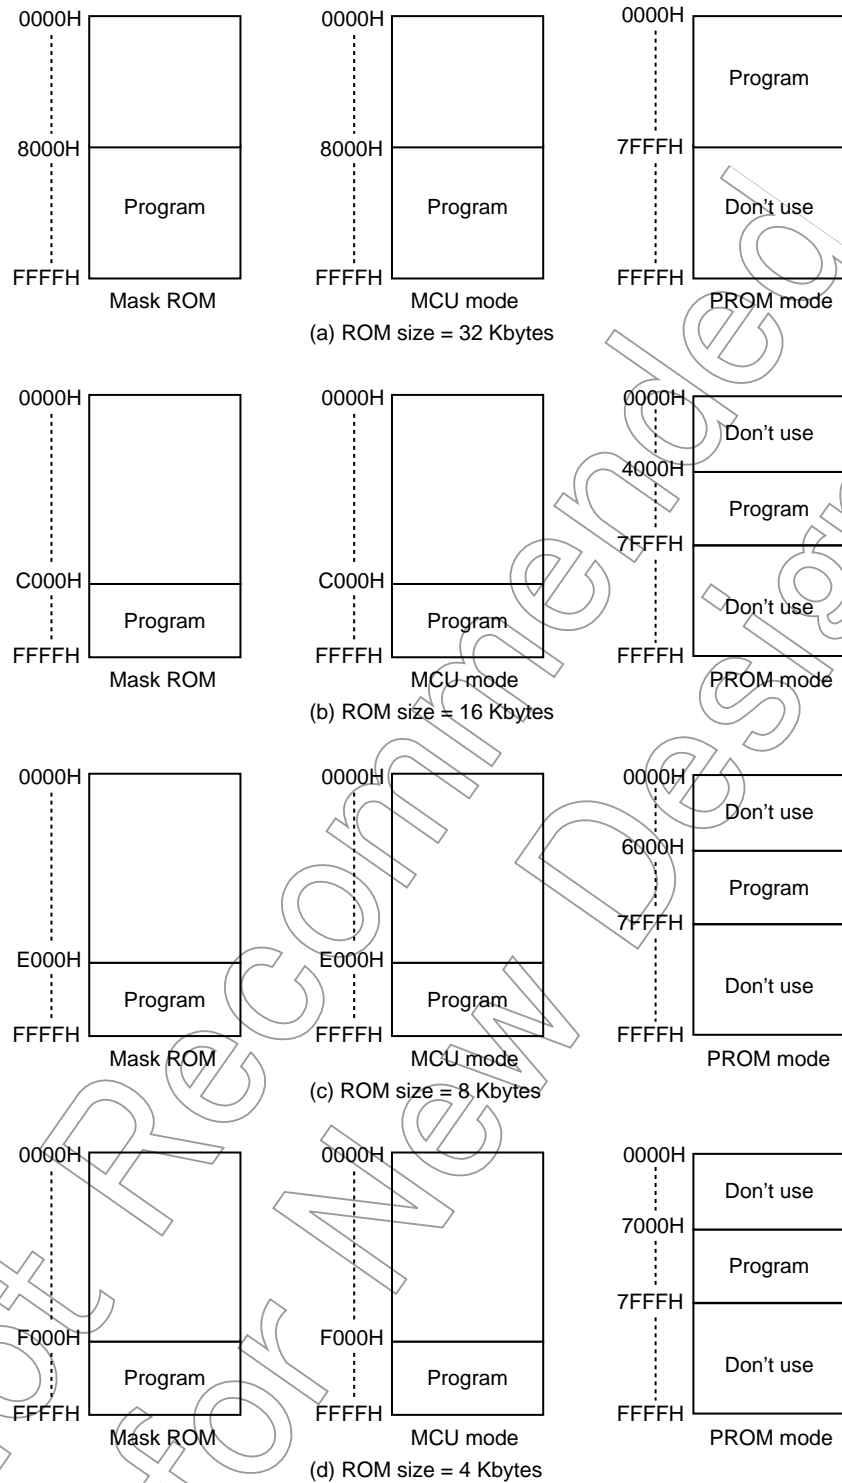 0000H
8000H
Program
FFFFH
Mask ROM
0000H
8000H
Program
FFFFH
MCU mode
0000H
Program
7FFFH
Don't use
FFFFH
PROM mode
(a) ROM size = 32 Kbytes
0000H
C000H
Program
FFFFH
Mask ROM
0000H
C000H
Program
FFFFH
MCU mode
0000H
Don't use
4000H
Program
7FFFH
Don't use
FFFFH
PROM mode
(b) ROM size = 16 Kbytes
0000H
E000H
Program
FFFFH
Mask ROM
0000H
E000H
Program
FFFFH
MCU mode
0000H
Don't use
6000H
Program
7FFFH
Don't use
FFFFH
PROM mode
(c) ROM size = 8 Kbytes
0000H
F000H
Program
FFFFH
Mask ROM
0000H
F000H
Program
FFFFH
MCU mode
0000H
Don't use
7000H
Program
7FFFH
Don't use
FFFFH
PROM mode
(d) ROM size = 4 Kbytes
Recommended
for New Design